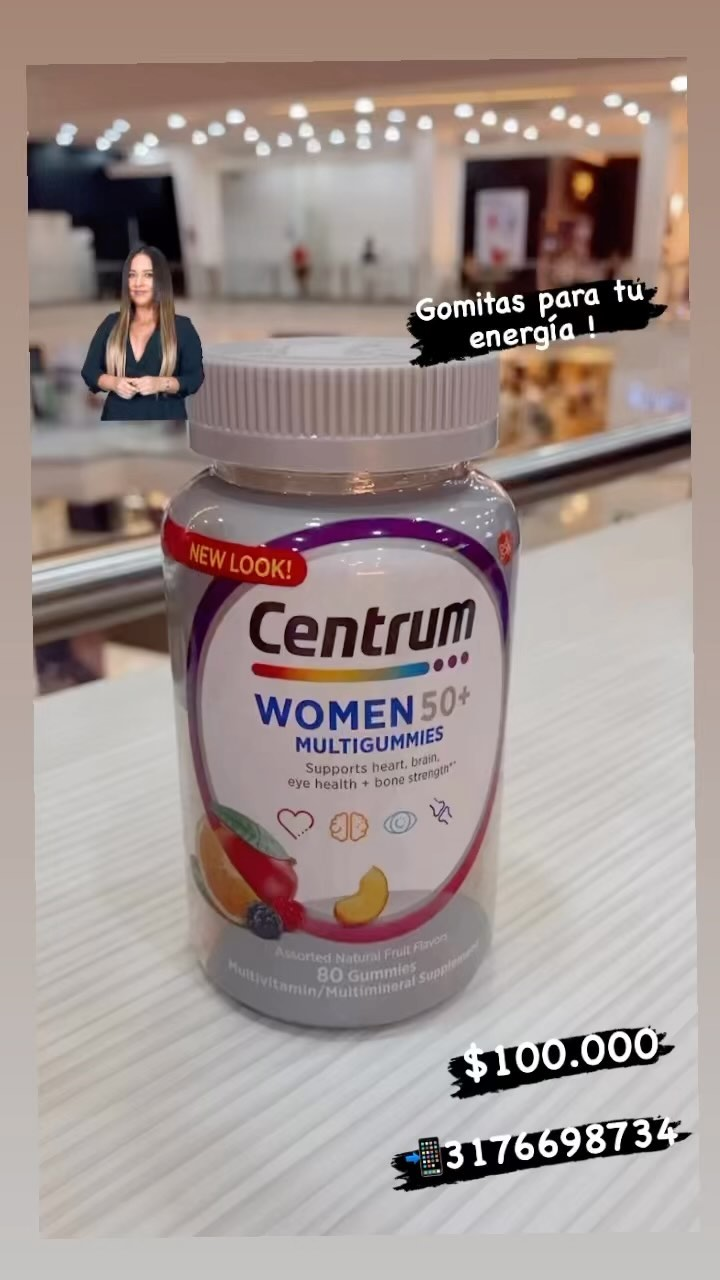 Gomitas para tu
energía !
NEW LOOK!
Centrum
WOMEN 50+
MULTIGUMMIES
Supports heart, brain,
eye health + bone strength**
Assorted Natural Fruit Flavors
80 Gummies
Multivitamin/Multimineral Supplement
$100.000
3176698734